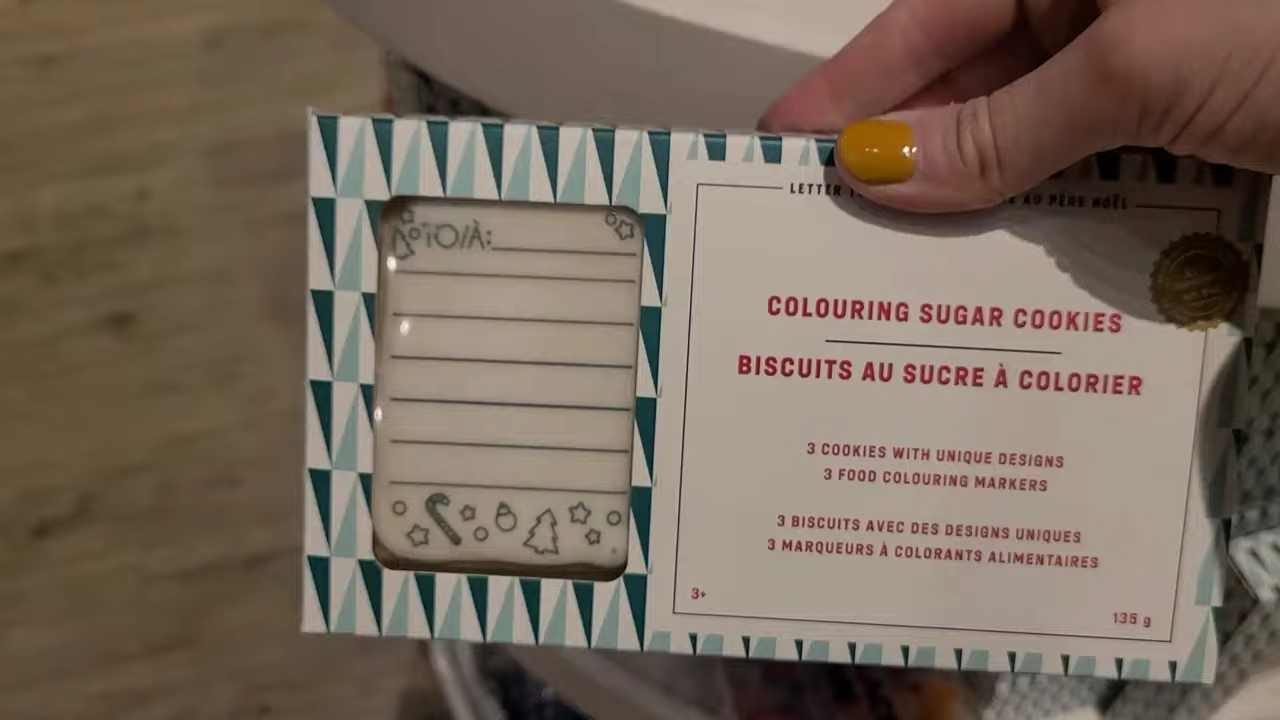 TO/À:
LETTER
AU PÈRE NOËL
COLOURING SUGAR COOKIES
BISCUITS AU SUCRE À COLORIER
3 COOKIES WITH UNIQUE DESIGNS
3 FOOD COLOURING MARKERS
3 BISCUITS AVEC DES DESIGNS UNIQUES
3 MARQUEURS À COLORANTS ALIMENTAIRES
3+
135 g